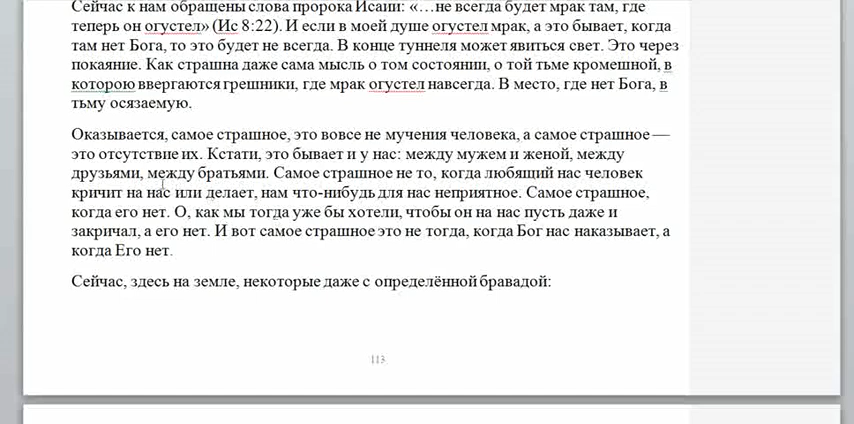 Сейчас к нам обращены слова пророка Исаии: «…не всегда будет мрак там, где
теперь он огустел» (Ис 8:22). И если в моей душе огустел мрак, а это бывает, когда
там нет Бога, то это будет не всегда. В конце туннеля может явиться свет. Это через
покаяние. Как страшна даже сама мысль о том состоянии, о той тьме кромешной, в
которою ввергаются грешники, где мрак огустел навсегда. В место, где нет Бога, в
тьму осязаемую.
Оказывается, самое страшное, это вовсе не мучения человека, а самое страшное —
это отсутствие их. Кстати, это бывает и у нас: между мужем и женой, между
друзьями, между братьями. Самое страшное не то, когда любящий нас человек
кричит на нас или делает, нам что-нибудь для нас неприятное. Самое страшное,
когда его нет. О, как мы тогда уже бы хотели, чтобы он на нас пусть даже и
закричал, а его нет. И вот самое страшное это не тогда, когда Бог нас наказывает, а
когда Его нет.
Сейчас, здесь на земле, некоторые даже с определённой бравадой:
113